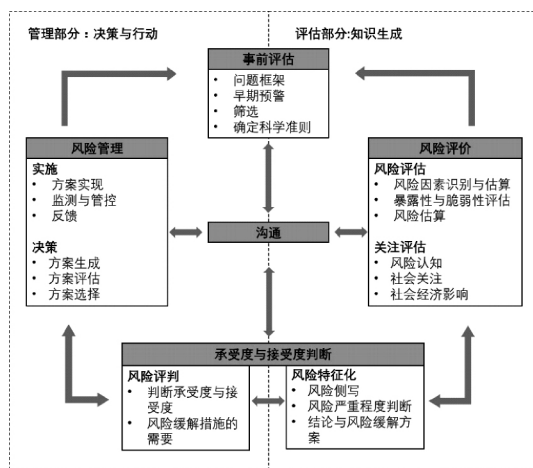 管理部分：决策与行动
评估部分:知识生成
事前评估
• 问题框架
• 早期预警
• 筛选
• 确定科学准则
风险管理
实施
• 方案实现
• 监测与管控
• 反馈
决策
• 方案生成
• 方案评估
• 方案选择
风险评价
风险评估
• 风险因素识别与估算
• 暴露性与脆弱性评估
• 风险估算
关注评估
• 风险认知
• 社会关注
• 社会经济影响
沟通
承受度与接受度判断
风险评判
• 判断承受度与接
受度
• 风险缓解措施的
需要
风险特征化
• 风险侧写
• 风险严重程度判断
• 结论与风险缓解方
案